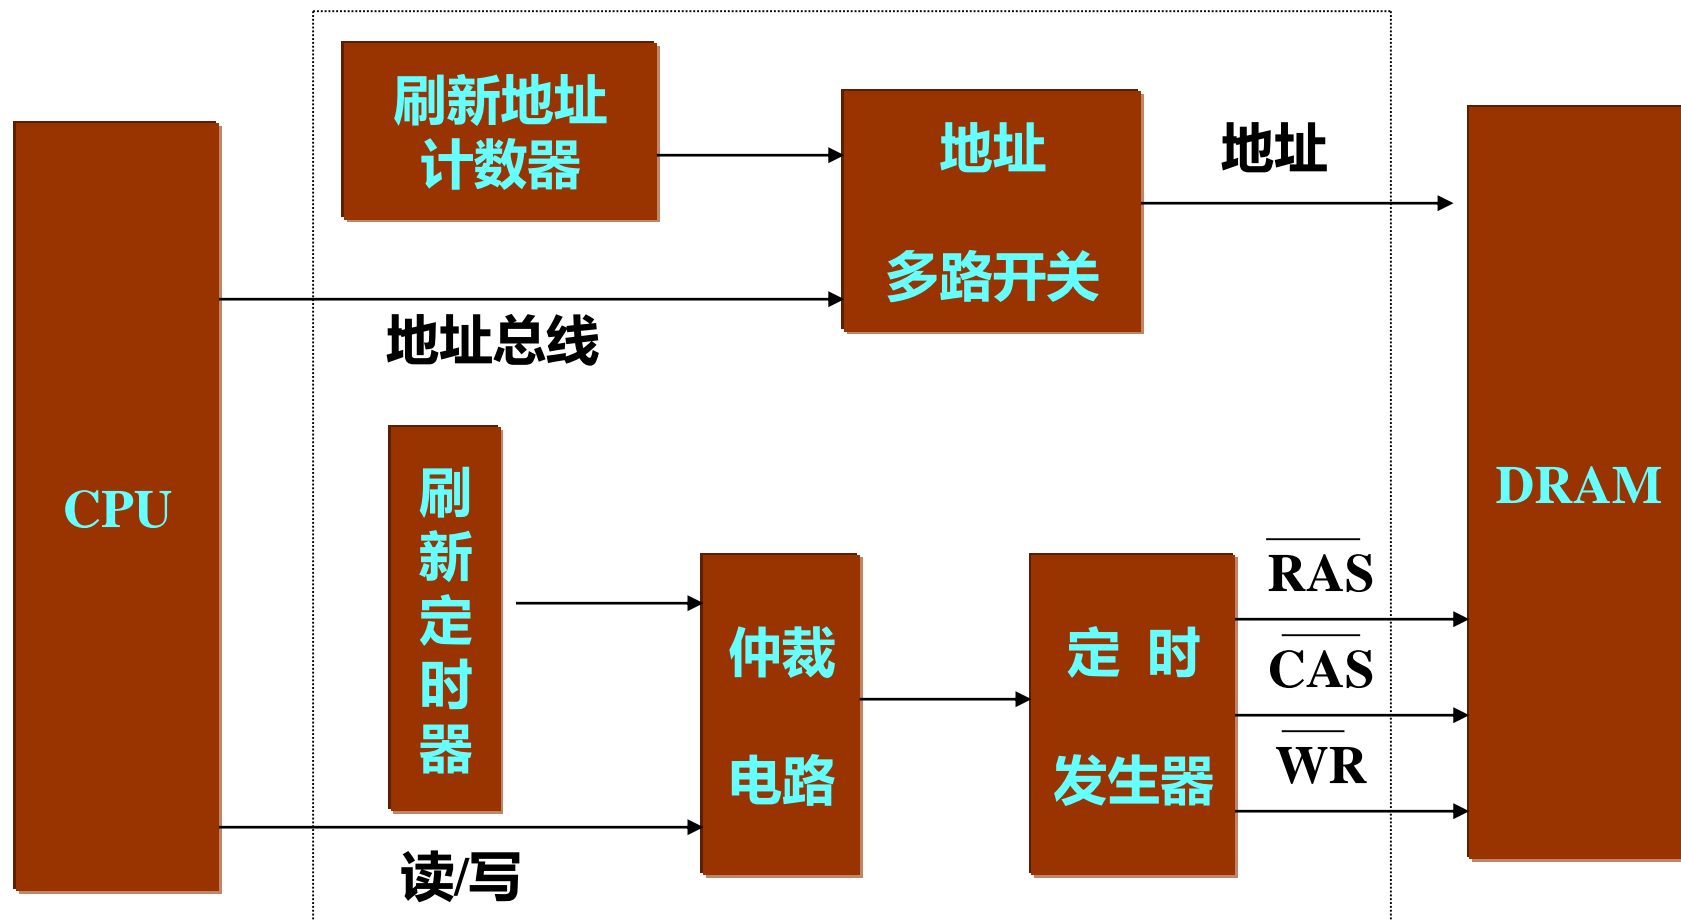 刷新地址
计数器
地址
多路开关
地址
地址总线
CPU
刷
新
定
时
器
仲裁
电路
定 时
发生器
RAS
CAS
WR
DRAM
读/写